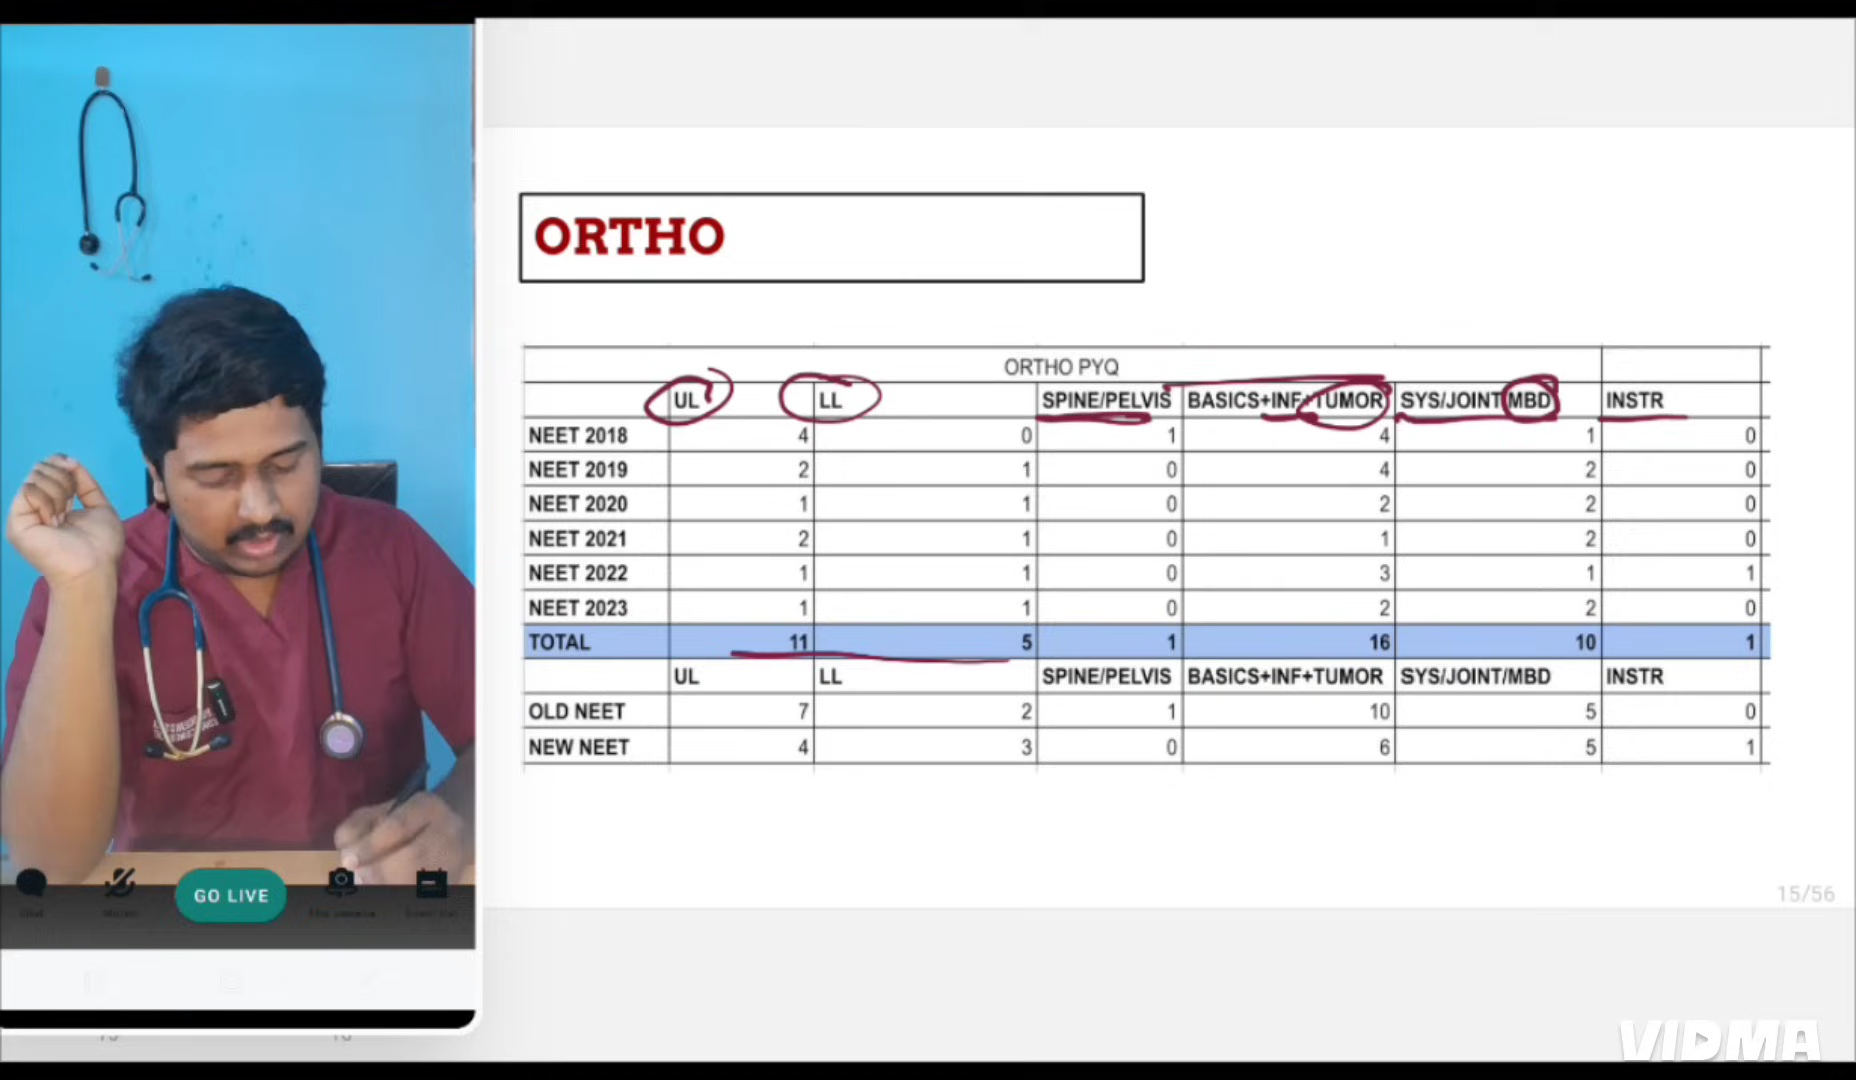 ORTHO
ORTHO PYQ
UL LL SPINE/PELVIS BASICS+INF+TUMOR SYS/JOINT/MBD INSTR
NEET 2018 4 0 1 4 1 0
NEET 2019 2 1 0 4 2 0
NEET 2020 1 1 0 2 2 0
NEET 2021 2 1 0 1 2 0
NEET 2022 1 1 0 3 1 1
NEET 2023 1 1 0 2 2 0
TOTAL 11 5 1 16 10 1
UL LL SPINE/PELVIS BASICS+INF+TUMOR SYS/JOINT/MBD INSTR
OLD NEET 7 2 1 10 5 0
NEW NEET 4 3 0 6 5 1
GO LIVE
15/56
VIDMA